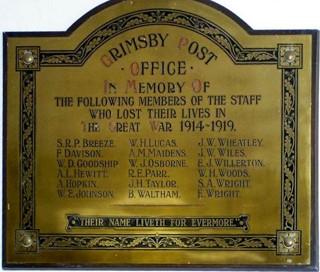 GRIMSBY POST
· OFFICE ·
IN MEMORY OF
THE FOLLOWING MEMBERS OF THE STAFF
WHO LOST THEIR LIVES IN
THE GREAT WAR 1914-1919.
S.R.P. BREEZE. W.H. LUCAS. J.W. WHEATLEY.
F. DAVISON. A.M. MAIDENS. J.W. WILES.
W.D. GOODSHIP W.J. OSBORNE. E.J. WILLERTON.
A.L. HEWITT. R.E. PARR. W.H. WOODS.
A. HOPKIN. J.H. TAYLOR. S.A. WRIGHT.
W.E. JOHNSON. B. WALTHAM. E. WRIGHT.
"THEIR NAME LIVETH FOR EVERMORE."